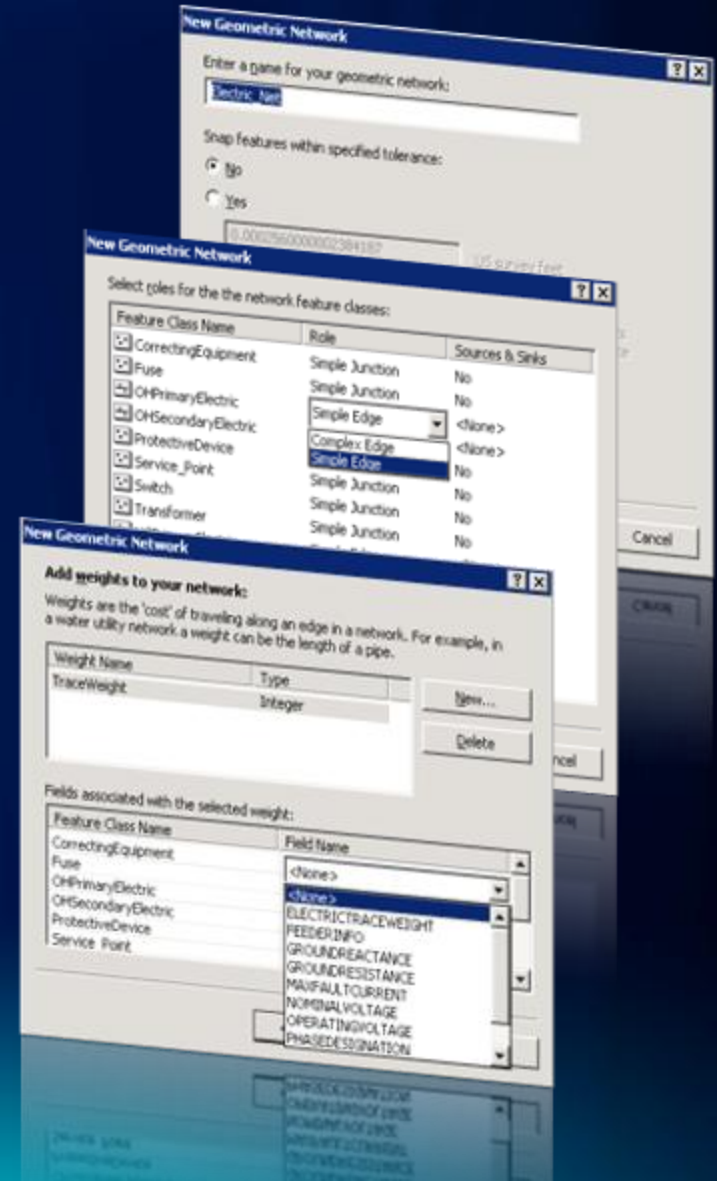 New Geometric Network
Enter a name for your geometric network:
Electric_Net
Snap features within specified tolerance:
No
Yes
0.0002560000002384187
US survey feet
Cancel
New Geometric Network
Select roles for the the network feature classes:
Feature Class Name Role Sources & Sinks
CorrectingEquipment Simple Junction No
Fuse Simple Junction No
OHPrimaryElectric Simple Edge <None>
OHSecondaryElectric Complex Edge <None>
Simple Edge
ProtectiveDevice No
Service_Point Simple Junction No
Switch Simple Junction No
Transformer Simple Junction No
New Geometric Network
Add weights to your network:
Weights are the 'cost' of traveling along an edge in a network. For example, in
a water utility network a weight can be the length of a pipe.
Weight Name Type
TraceWeight Integer
New...
Delete
Fields associated with the selected weight:
Feature Class Name Field Name
CorrectingEquipment <None>
Fuse <None>
OHPrimaryElectric ELECTRICTRACEWEIGHT
OHSecondaryElectric FEEDERINFO
ProtectiveDevice GROUNDREACTANCE
Service_Point GROUNDRESISTANCE
MAXFAULTCURRENT
NOMINALVOLTAGE
OPERATINGVOLTAGE
PHASEDESIGNATION